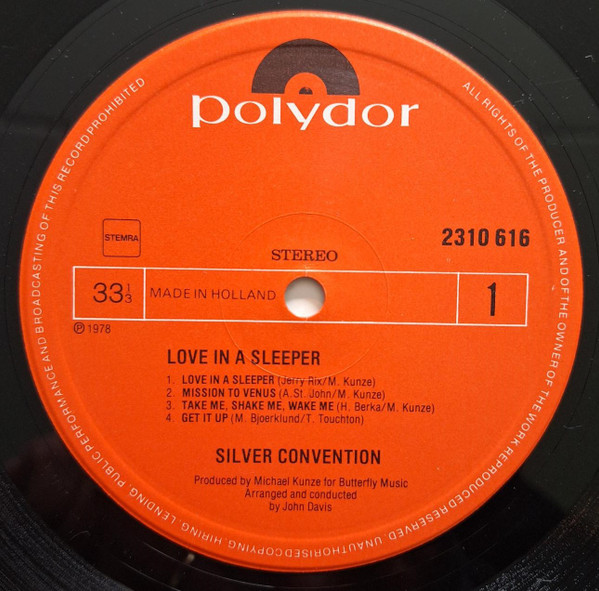 polydor
STEMRA
STEREO
2310 616
33⅓
MADE IN HOLLAND
1
℗ 1978
LOVE IN A SLEEPER
1. LOVE IN A SLEEPER (Jerry Rix/M. Kunze)
2. MISSION TO VENUS (A.St. John/M. Kunze)
3. TAKE ME, SHAKE ME, WAKE ME (H. Berka/M. Kunze)
4. GET IT UP (M. Bjoerklund/T. Touchton)
SILVER CONVENTION
Produced by Michael Kunze for Butterfly Music
Arranged and conducted
by John Davis
ALL RIGHTS OF THE PRODUCER AND OF THE OWNER OF THE WORK REPRODUCED RESERVED. UNAUTHORISED COPYING, HIRING, LENDING, PUBLIC PERFORMANCE AND BROADCASTING OF THIS RECORD PROHIBITED